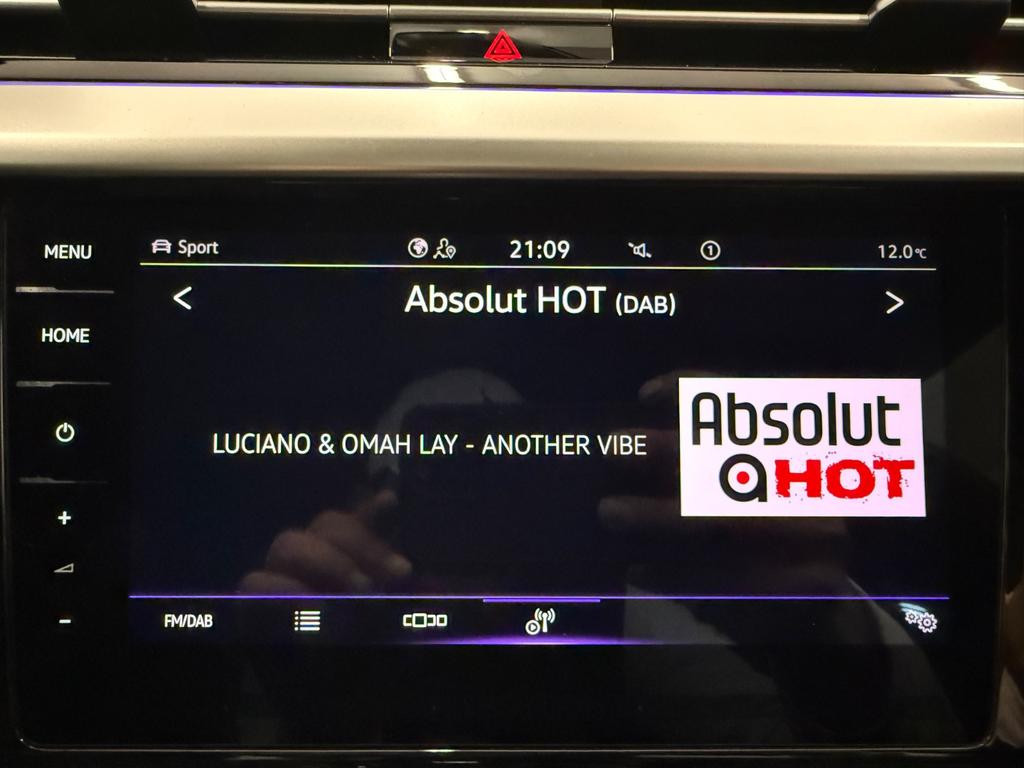 MENU
Sport
21:09
1
12.0°C
HOME
Absolut HOT (DAB)
LUCIANO & OMAH LAY - ANOTHER VIBE
Absolut
HOT
FM/DAB